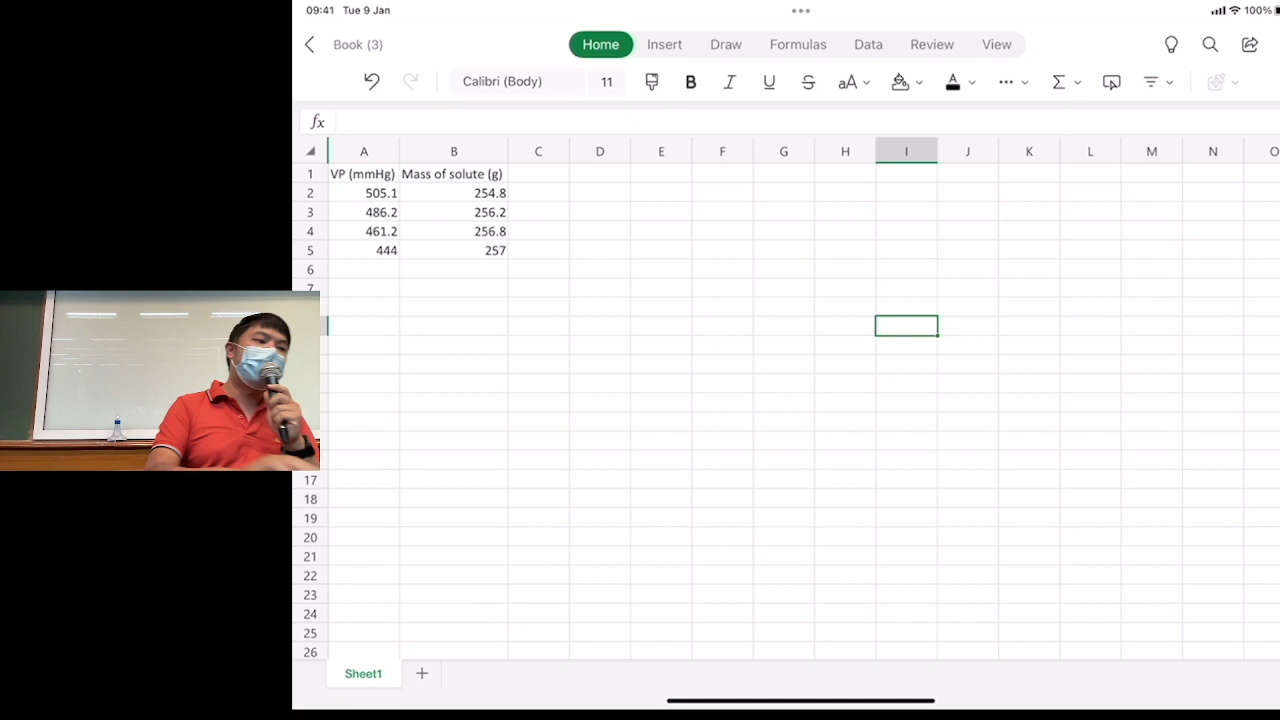 09:41 Tue 9 Jan 100%
Book (3) Home Insert Draw Formulas Data Review View
Calibri (Body) 11 B I U S aA A Σ
fx
A B C D E F G H I J K L M N O
1 VP (mmHg) Mass of solute (g)
2 505.1 254.8
3 486.2 256.2
4 461.2 256.8
5 444 257
6
7
17
18
19
20
21
22
23
24
25
26
Sheet1